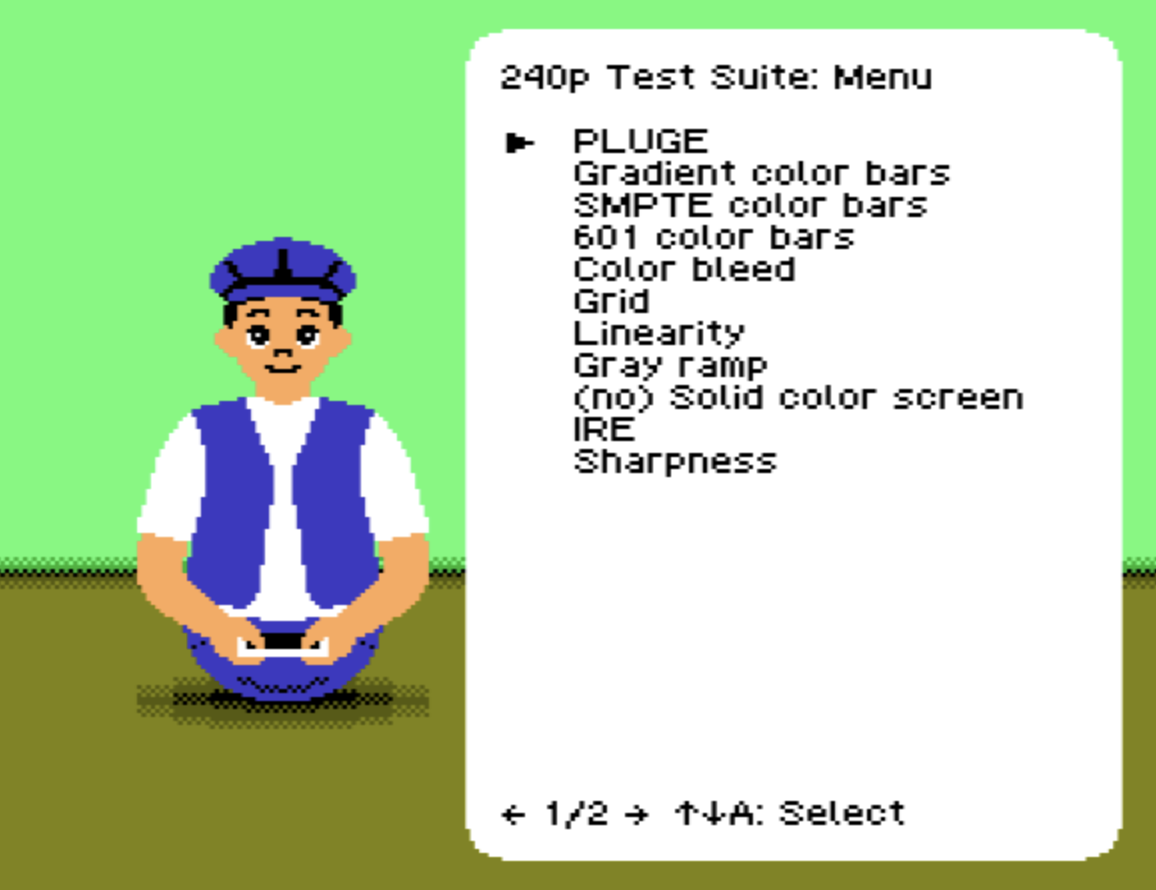 240p Test Suite: Menu
► PLUGE
Gradient color bars
SMPTE color bars
601 color bars
Color bleed
Grid
Linearity
Gray ramp
(no) Solid color screen
IRE
Sharpness
← 1/2 → ↑↓A: Select